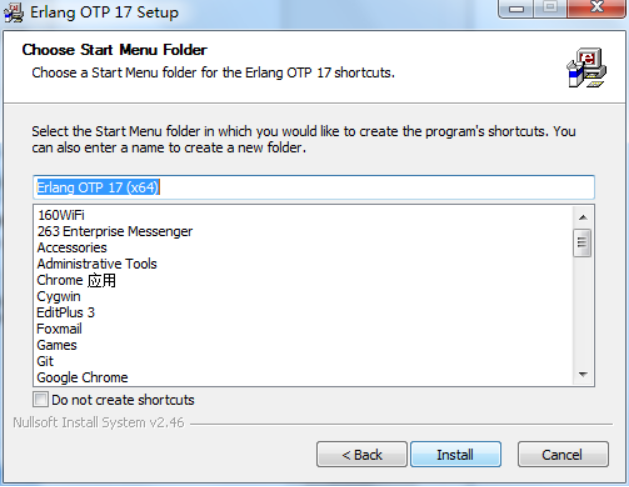 Erlang OTP 17 Setup
Choose Start Menu Folder
Choose a Start Menu folder for the Erlang OTP 17 shortcuts.
Select the Start Menu folder in which you would like to create the program's shortcuts. You
can also enter a name to create a new folder.
Erlang OTP 17 (x64)
160WiFi
263 Enterprise Messenger
Accessories
Administrative Tools
Chrome 应用
Cygwin
EditPlus 3
Foxmail
Games
Git
Google Chrome
Do not create shortcuts
Nullsoft Install System v2.46
< Back
Install
Cancel